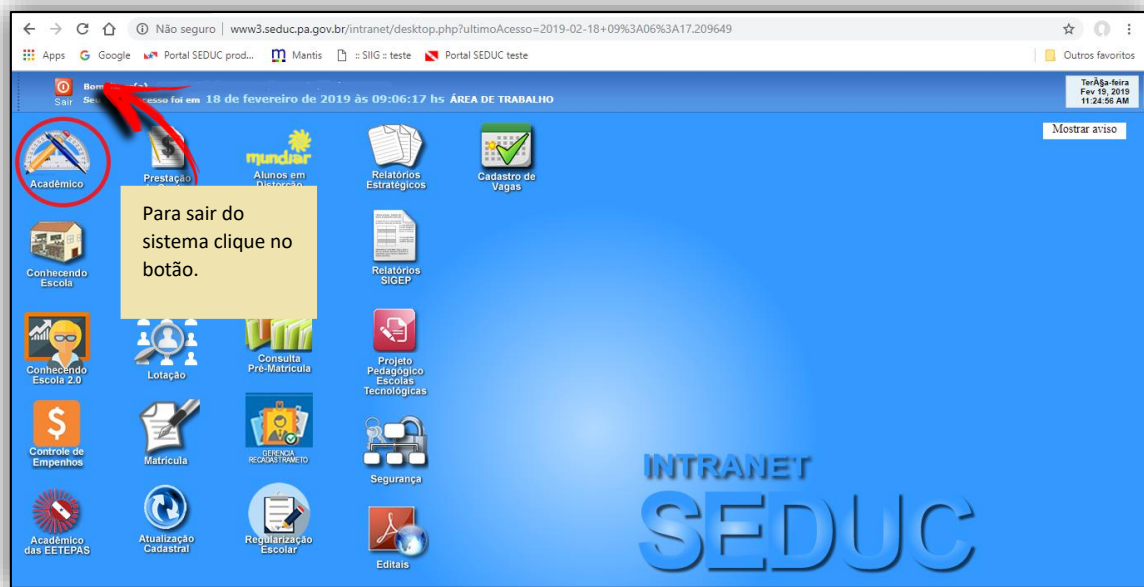 Não seguro | www3.seduc.pa.gov.br/intranet/desktop.php?ultimoAcesso=2019-02-18+09%3A06%3A17.209649
Apps Google Portal SEDUC prod... Mantis :: SIIG :: teste Portal SEDUC teste Outros favoritos
Sair
acesso foi em 18 de fevereiro de 2019 às 09:06:17 hs ÁREA DE TRABALHO
TerÃ§a-feira
Fev 19, 2019
11:24:56 AM
Mostrar aviso
Acadêmico
Prestação
mundiar
Alunos em
Distorção
Relatórios
Estratégicos
Cadastro de
Vagas
Para sair do
sistema clique no
botão.
Conhecendo
Escola
Relatórios
SIGEP
Conhecendo
Escola 2.0
Lotação
Consulta
Pré-Matrícula
Projeto
Pedagógico
Escolas
Tecnológicas
Controle de
Empenhos
Matrícula
GERENCIA
RECADASTRAMETO
Segurança
Acadêmico
das EETEPAS
Atualização
Cadastral
Regularização
Escolar
Editais
INTRANET
SEDUC